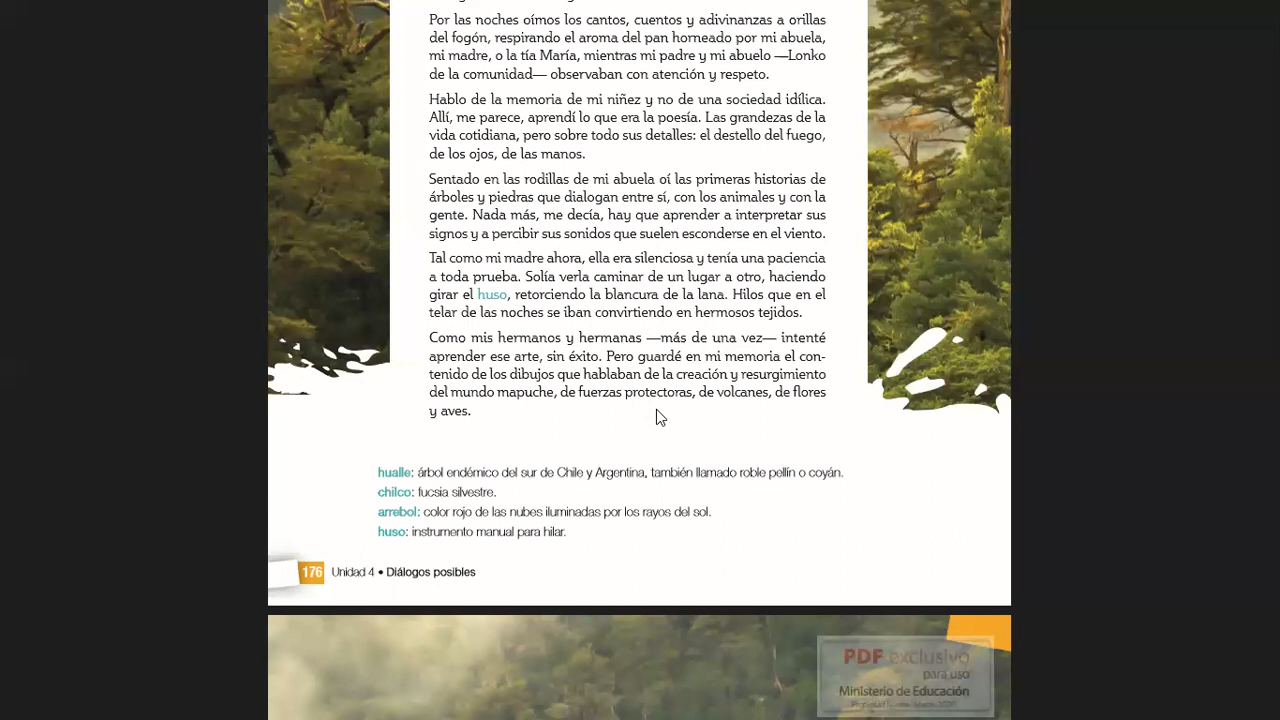 Por las noches oímos los cantos, cuentos y adivinanzas a orillas
del fogón, respirando el aroma del pan horneado por mi abuela,
mi madre, o la tía María, mientras mi padre y mi abuelo —Lonko
de la comunidad— observaban con atención y respeto.
Hablo de la memoria de mi niñez y no de una sociedad idílica.
Allí, me parece, aprendí lo que era la poesía. Las grandezas de la
vida cotidiana, pero sobre todo sus detalles: el destello del fuego,
de los ojos, de las manos.
Sentado en las rodillas de mi abuela oí las primeras historias de
árboles y piedras que dialogan entre sí, con los animales y con la
gente. Nada más, me decía, hay que aprender a interpretar sus
signos y a percibir sus sonidos que suelen esconderse en el viento.
Tal como mi madre ahora, ella era silenciosa y tenía una paciencia
a toda prueba. Solía verla caminar de un lugar a otro, haciendo
girar el huso, retorciendo la blancura de la lana. Hilos que en el
telar de las noches se iban convirtiendo en hermosos tejidos.
Como mis hermanos y hermanas —más de una vez— intenté
aprender ese arte, sin éxito. Pero guardé en mi memoria el con-
tenido de los dibujos que hablaban de la creación y resurgimiento
del mundo mapuche, de fuerzas protectoras, de volcanes, de flores
y aves.
hualle: árbol endémico del sur de Chile y Argentina, también llamado roble pellín o coyán.
chilco: fucsia silvestre.
arrebol: color rojo de las nubes iluminadas por los rayos del sol.
huso: instrumento manual para hilar.
176 Unidad 4 • Diálogos posibles
PDF exclusivo
para uso
Ministerio de Educación